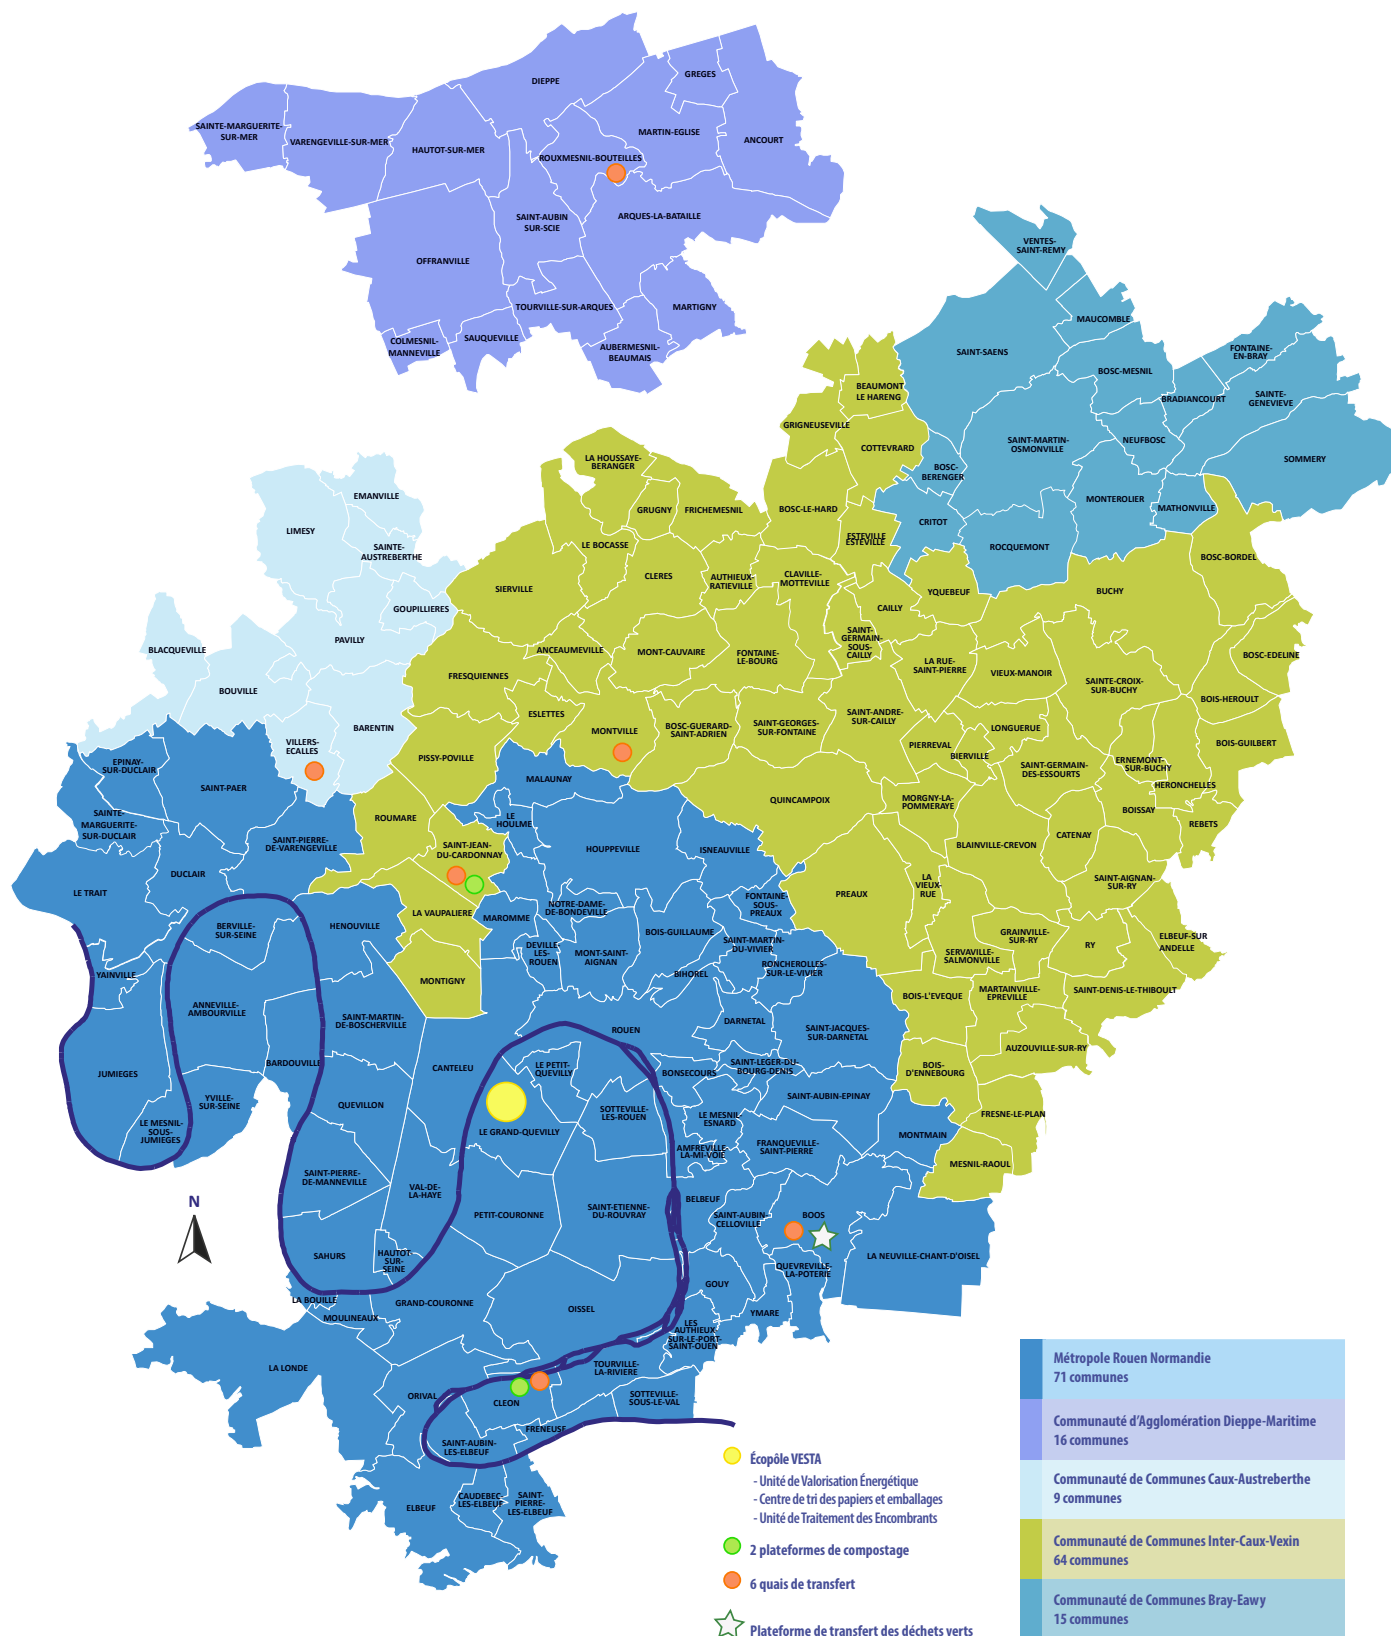 DIEPPE
GREGES
SAINTE-MARGUERITE-
SUR-MER
VARENGEVILLE-SUR-MER
HAUTOT-SUR-MER
MARTIN-EGLISE
ANCOURT
ROUXMESNIL-BOUTEILLES
SAINT-AUBIN
SUR-SCIE
ARQUES-LA-BATAILLE
OFFRANVILLE
TOURVILLE-SUR-ARQUES
MARTIGNY
COLMESNIL-
MANNEVILLE
SAUQUEVILLE
AUBERMESNIL-
BEAUMAIS
VENTES-
SAINT-REMY
MAUCOMBLE
SAINT-SAENS
BOSC-MESNIL
FONTAINE-
EN-BRAY
BRADIANCOURT
SAINTE-
GENEVIEVE
SAINT-MARTIN-
OSMONVILLE
NEUFBOSC
SOMMERY
BOSC-
BERENGER
MONTEROLIER
MATHONVILLE
CRITOT
ROCQUEMONT
BEAUMONT
LE HARENG
GRIGNEUSEVILLE
COTTEVRARD
LA HOUSSAYE-
BERANGER
GRUGNY
FRICHEMESNIL
BOSC-LE-HARD
ESTEVILLE
ESTEVILLE
LE BOCASSE
SIERVILLE
CLERES
AUTHIEUX-
RATIEVILLE
CLAVILLE-
MOTTEVILLE
CAILLY
YQUEBEUF
BUCHY
BOSC-BORDEL
EMANVILLE
LIMESY
SAINTE-
AUSTREBERTHE
GOUPILLIERES
PAVILLY
BLACQUEVILLE
BOUVILLE
BARENTIN
VILLERS-
ECALLES
ANCEAUMEVILLE
MONT-CAUVAIRE
FONTAINE-
LE-BOURG
SAINT-
GERMAIN-
SOUS-
CAILLY
LA RUE-
SAINT-PIERRE
VIEUX-MANOIR
SAINTE-CROIX-
SUR-BUCHY
BOSC-EDELINE
BOIS-HEROULT
BOIS-GUILBERT
FRESQUIENNES
ESLETTES
MONTVILLE
BOSC-GUERARD-
SAINT-ADRIEN
SAINT-GEORGES-
SUR-FONTAINE
SAINT-ANDRE-
SUR-CAILLY
PIERREVAL
BIERVILLE
LONGUERUE
SAINT-GERMAIN-
DES-ESSOURTS
ERNEMONT-
SUR-BUCHY
HERONCHELLES
PISSY-POVILLE
ROUMARE
QUINCAMPOIX
MORGNY-LA-
POMMERAYE
BOISSAY
REBETS
BLAINVILLE-CREVON
CATENAY
SAINT-JEAN-
DU-CARDONNAY
PREAUX
LA
VIEUX-
RUE
SAINT-AIGNAN-
SUR-RY
LA VAUPALIERE
MONTIGNY
GRAINVILLE-
SUR-RY
RY
ELBEUF-SUR
ANDELLE
SERVAVILLE-
SALMONVILLE
BOIS-L'EVEQUE
MARTAINVILLE-
EPREVILLE
SAINT-DENIS-LE-THIBOULT
AUZOUVILLE-SUR-RY
BOIS-
D'ENNEBOURG
FRESNE-LE-PLAN
MESNIL-RAOUL
EPINAY-
SUR-DUCLAIR
SAINT-PAER
SAINTE-
MARGUERITE-
SUR-DUCLAIR
SAINT-PIERRE-
DE-VARENGEVILLE
DUCLAIR
LE TRAIT
MALAUNAY
LE
HOULME
HOUPPEVILLE
ISNEAUVILLE
FONTAINE-
SOUS-
PREAUX
NOTRE-DAME-
DE-BONDEVILLE
MAROMME
BERVILLE-
SUR-SEINE
HENOUVILLE
DEVILLE-
LES-
ROUEN
MONT-SAINT-
AIGNAN
BOIS-GUILLAUME
SAINT-MARTIN-
DU-VIVIER
BIHOREL
RONCHEROLLES-
SUR-LE-VIVIER
YAINVILLE
ANNEVILLE-
AMBOURVILLE
SAINT-MARTIN-
DE-BOSCHERVILLE
ROUEN
DARNETAL
SAINT-JACQUES-
SUR-DARNETAL
JUMIEGES
BARDOUVILLE
CANTELEU
LE PETIT-
QUEVILLY
BONSECOURS
SAINT-LEGER-DU-
BOURG-DENIS
YVILLE-
SUR-SEINE
QUEVILLON
SOTTEVILLE-
LES-ROUEN
SAINT-AUBIN-EPINAY
LE MESNIL-
SOUS-
JUMIEGES
LE GRAND-QUEVILLY
LE MESNIL
ESNARD
FRANQUEVILLE-
SAINT-PIERRE
MONTMAIN
AMFREVILLE-
LA-MI-VOIE
SAINT-PIERRE-
DE-MANNEVILLE
VAL-DE-
LA-HAYE
PETIT-COURONNE
SAINT-ETIENNE-
DU-ROUVRAY
BELBEUF
SAINT-AUBIN-
CELLOVILLE
BOOS
LA NEUVILLE-CHANT-D'OISEL
N
SAHURS
HAUTOT-
SUR-
SEINE
QUEVREVILLE-
LA-POTERIE
GOUY
YMARE
LA BOUILLE
MOULINEAUX
GRAND-COURONNE
OISSEL
LES
AUTHIEUX-
SUR-LE-PORT-
SAINT-OUEN
LA LONDE
TOURVILLE-
LA-RIVIERE
ORIVAL
CLEON
SOTTEVILLE-
SOUS-LE-VAL
FRENEUSE
SAINT-AUBIN-
LES-ELBEUF
ELBEUF
CAUDEBEC-
LES-ELBEUF
SAINT-
PIERRE-
LES-ELBEUF
Écopôle VESTA
- Unité de Valorisation Énergétique
- Centre de tri des papiers et emballages
- Unité de Traitement des Encombrants
2 plateformes de compostage
6 quais de transfert
Plateforme de transfert des déchets verts
Métropole Rouen Normandie
71 communes
Communauté d'Agglomération Dieppe-Maritime
16 communes
Communauté de Communes Caux-Austreberthe
9 communes
Communauté de Communes Inter-Caux-Vexin
64 communes
Communauté de Communes Bray-Eawy
15 communes